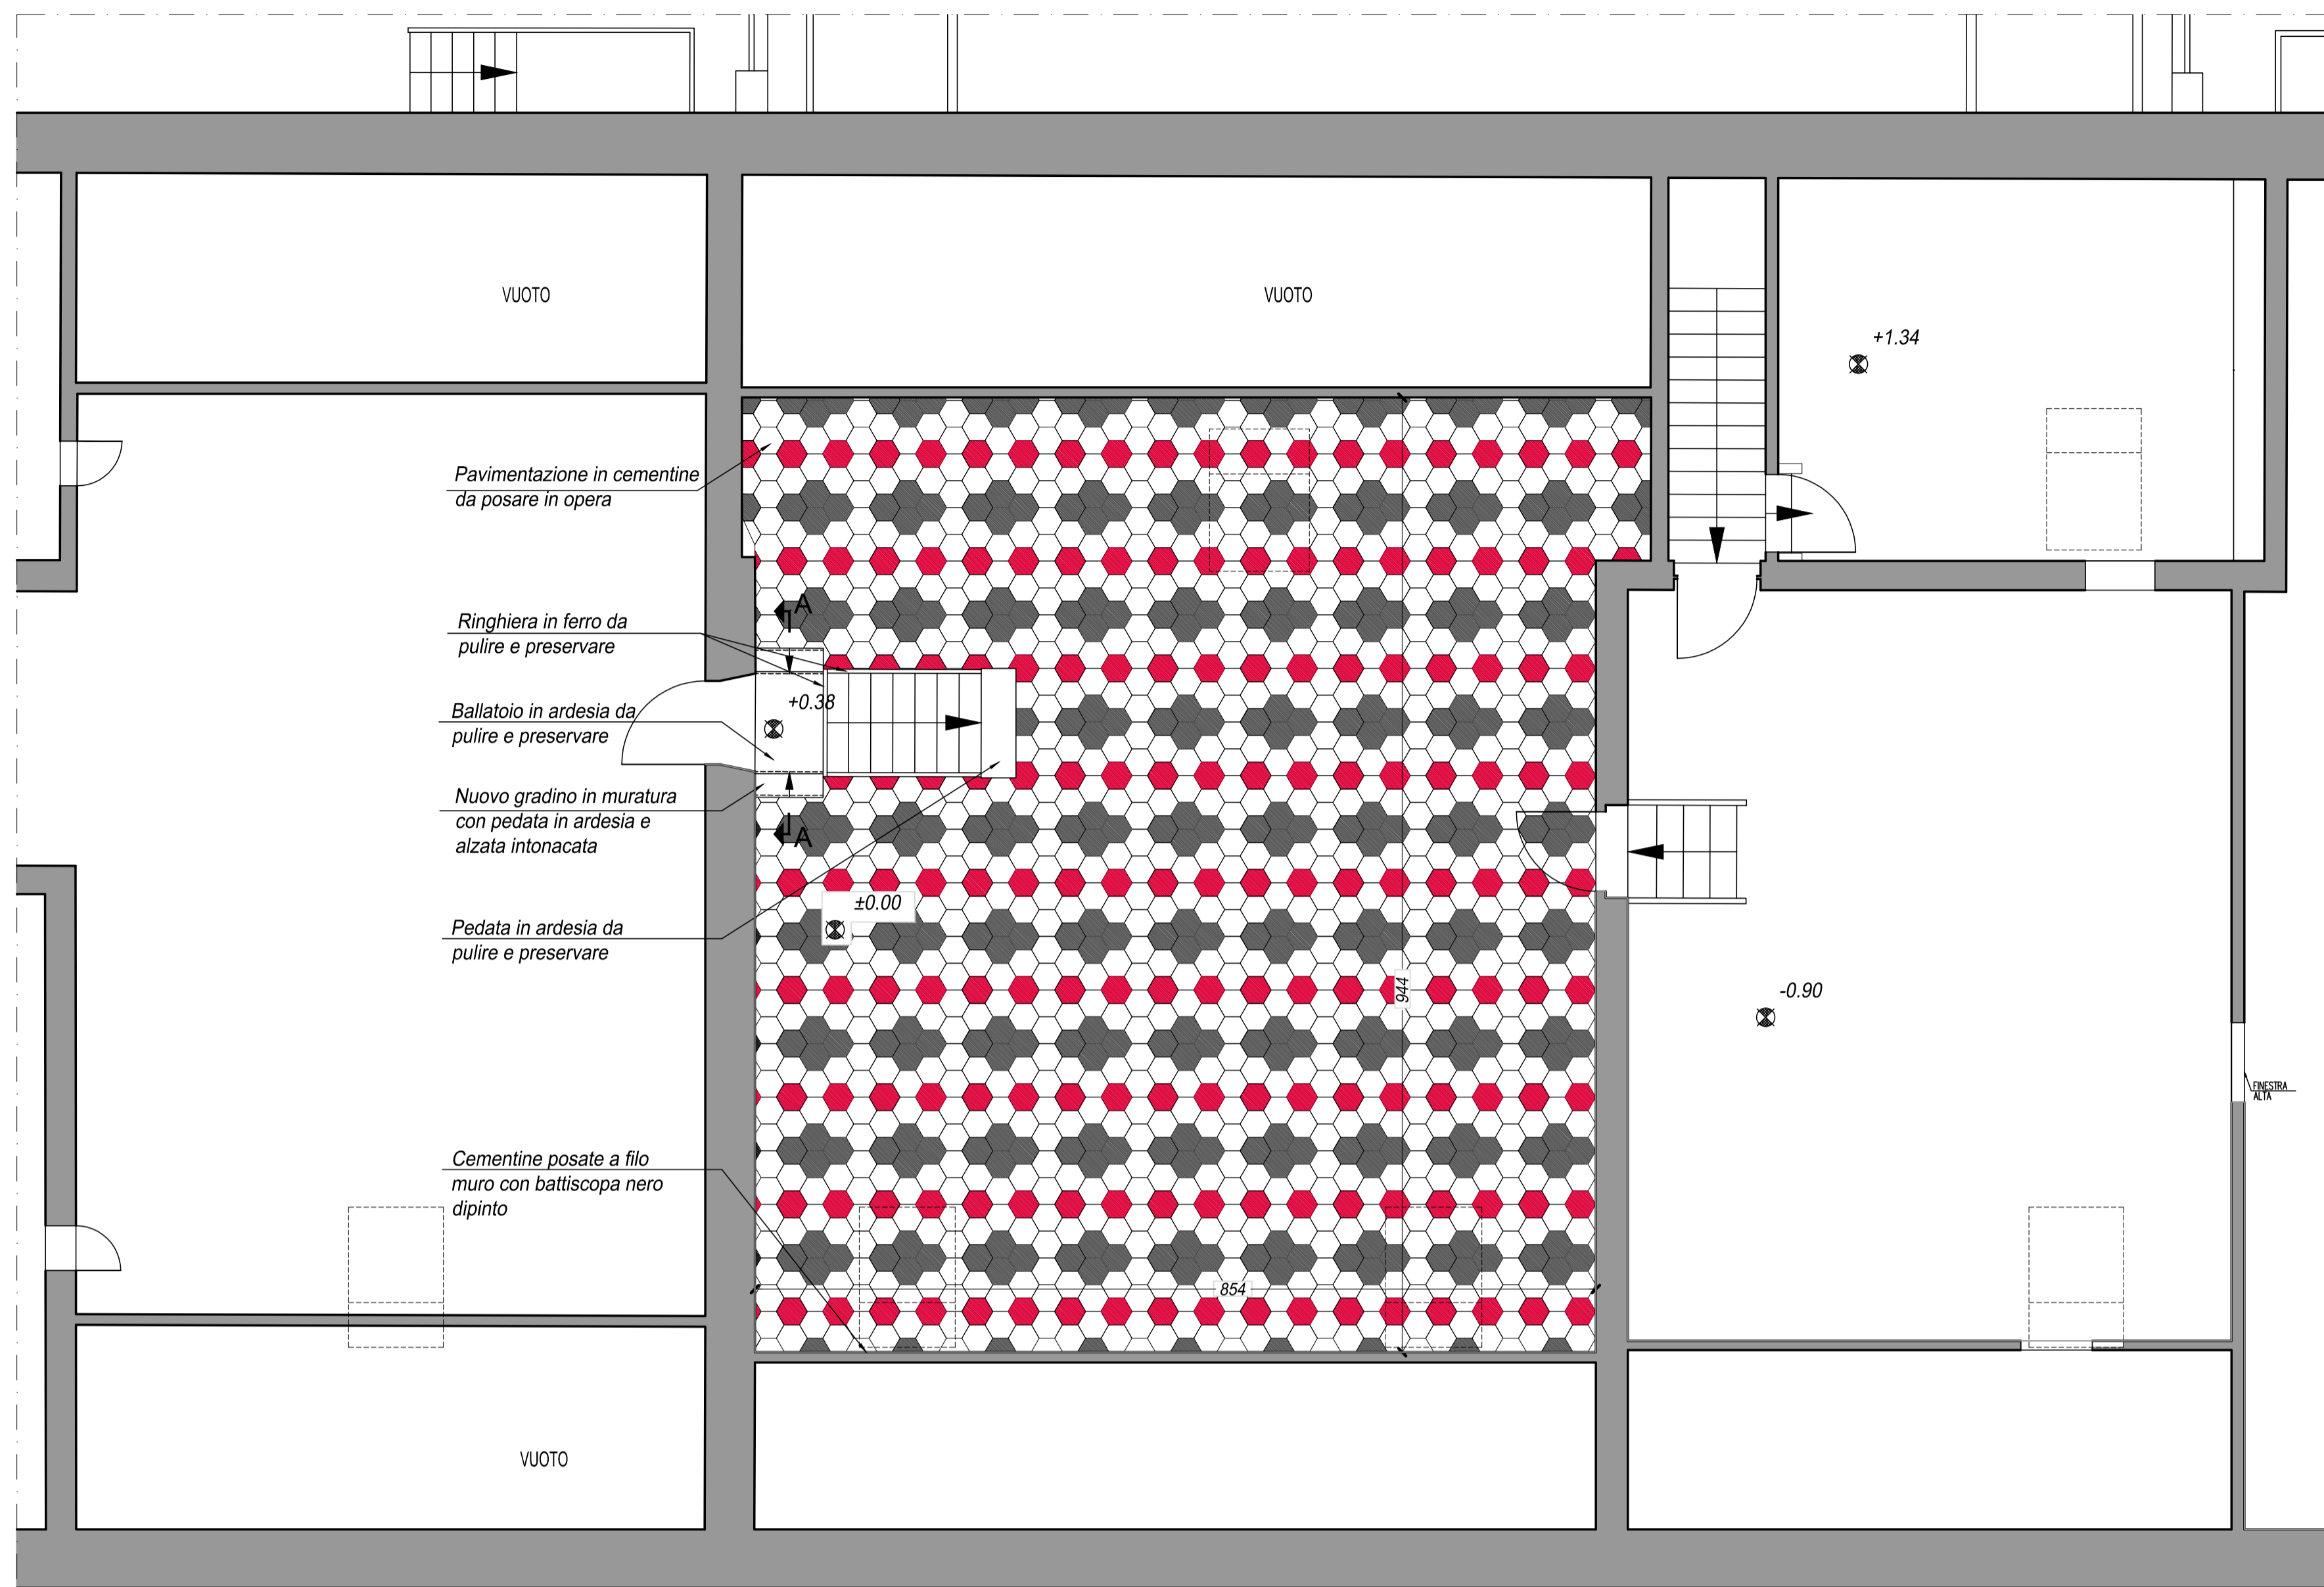 VUOTO
VUOTO
+1.34
Pavimentazione in cementine
da posare in opera
A
Ringhiera in ferro da
pulire e preservare
+0.38
Ballatoio in ardesia da
pulire e preservare
Nuovo gradino in muratura
con pedata in ardesia e
alzata intonacata
A
±0.00
Pedata in ardesia da
pulire e preservare
944
-0.90
FINESTRA
ALTA
Cementine posate a filo
muro con battiscopa nero
dipinto
854
VUOTO